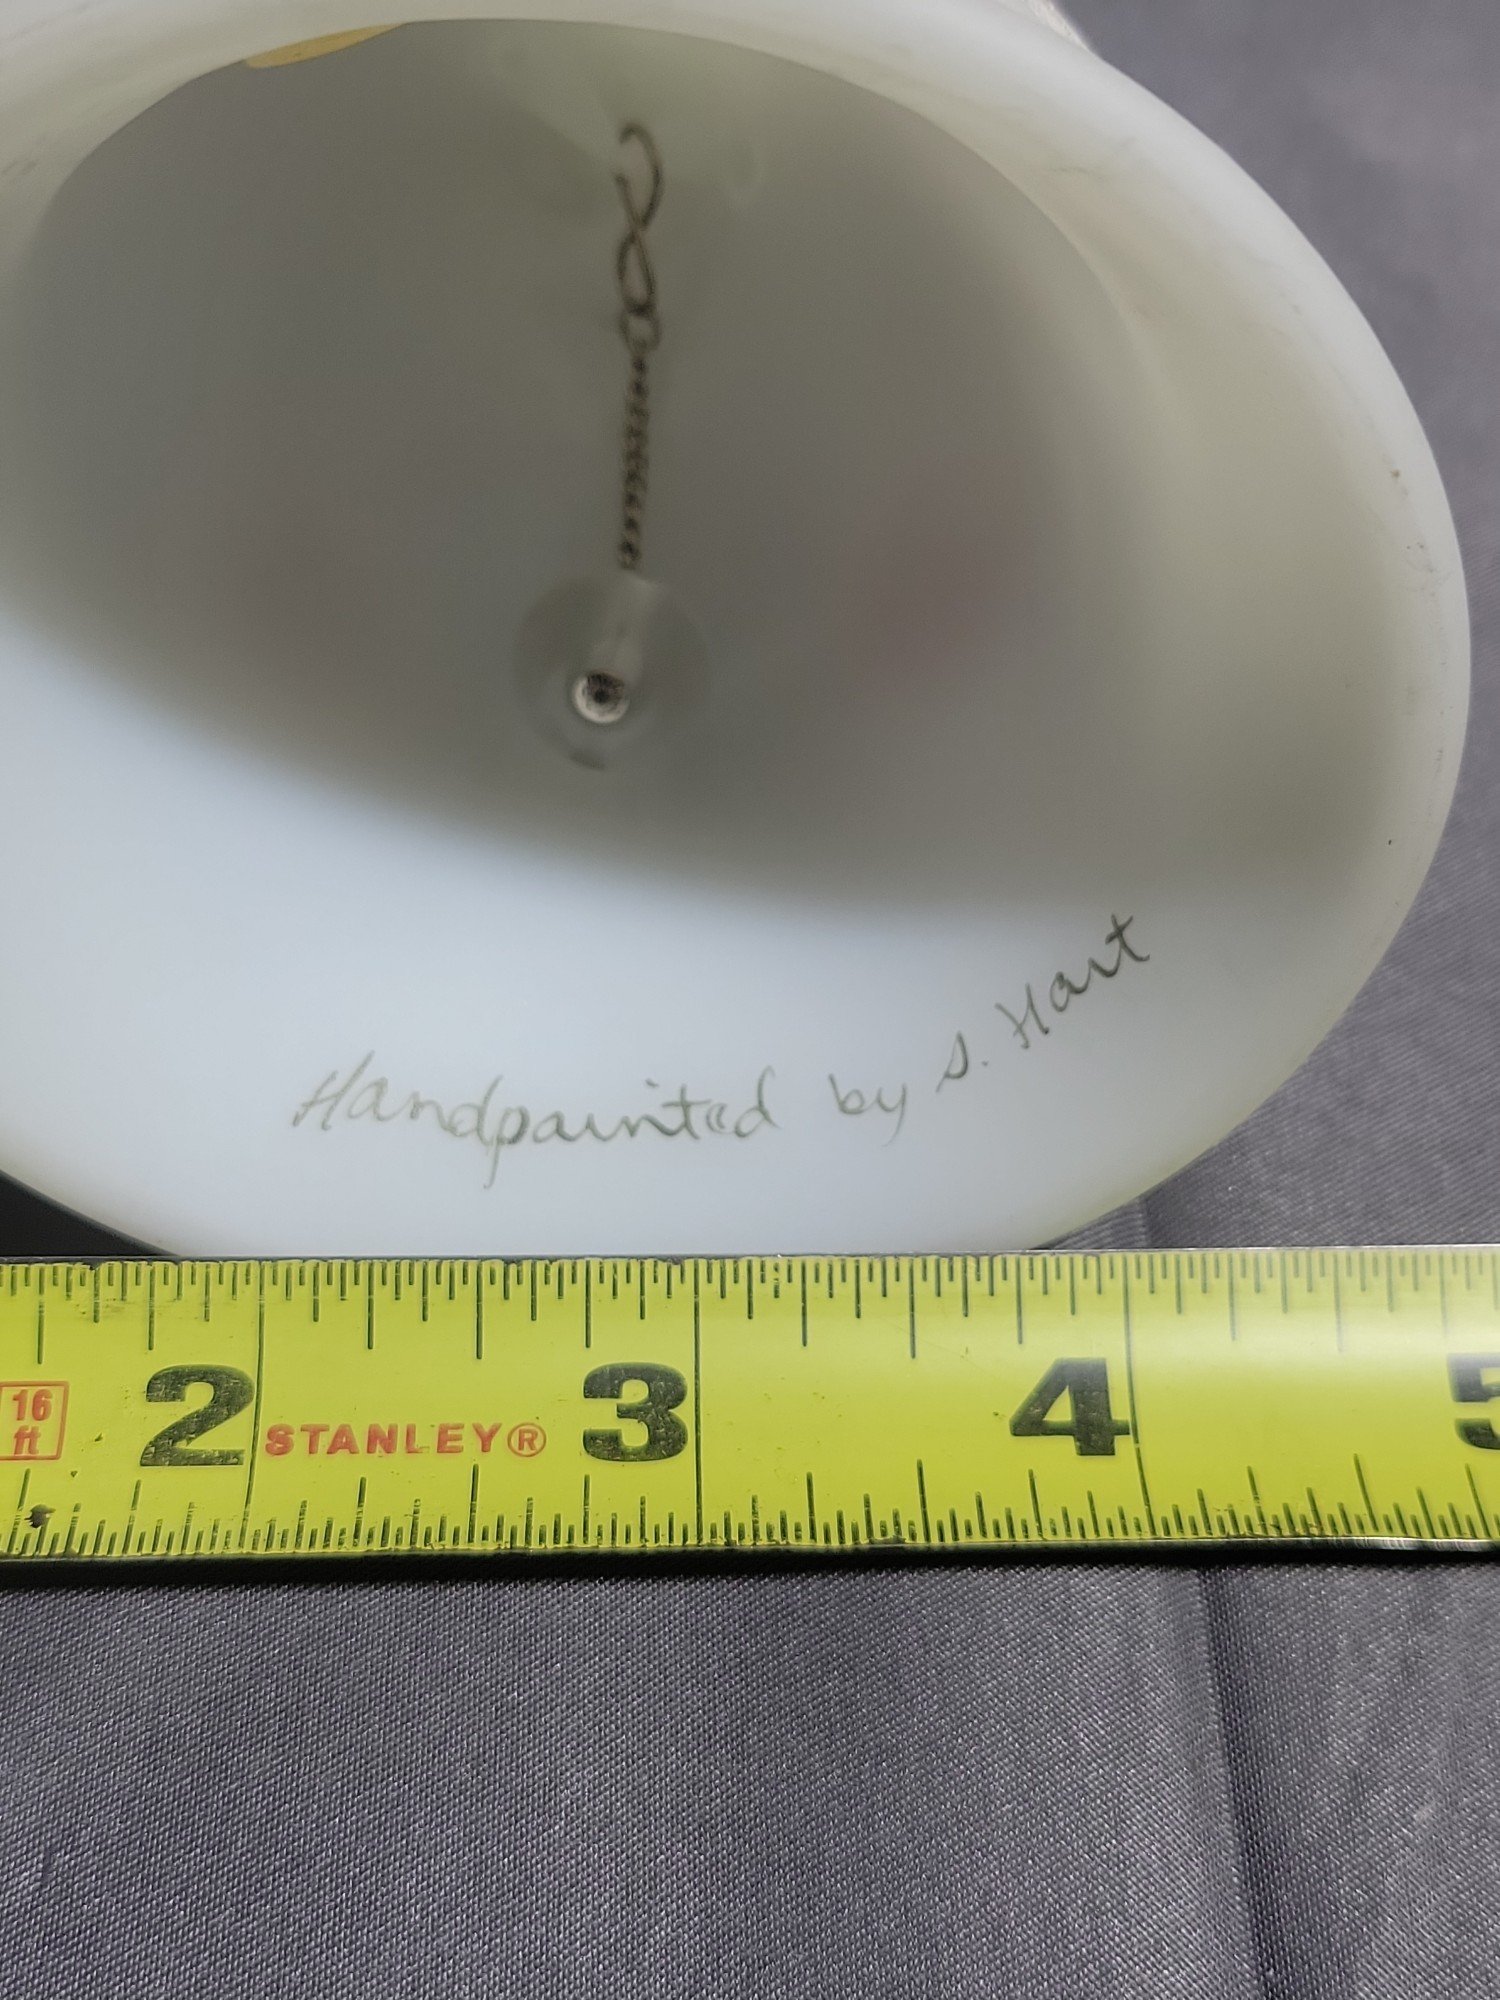 Handpainted by S. Hart
16
ft
2 STANLEY® 3 4 5